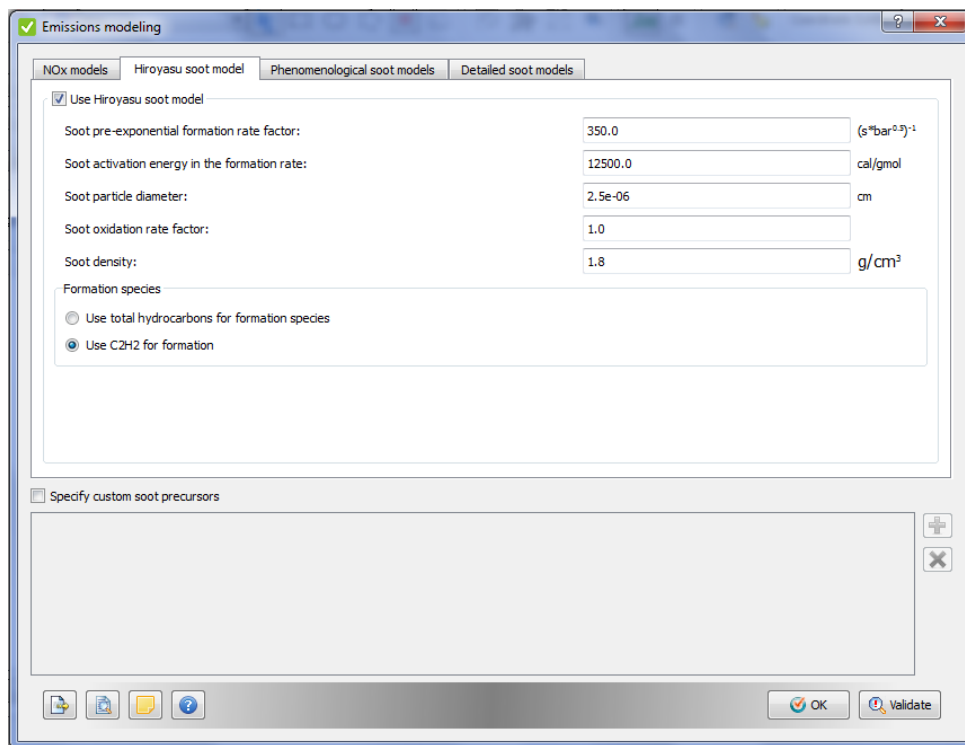 Emissions modeling
NOx models Hiroyasu soot model Phenomenological soot models Detailed soot models
Use Hiroyasu soot model
Soot pre-exponential formation rate factor: 350.0 (s*bar^0.5)^-1
Soot activation energy in the formation rate: 12500.0 cal/gmol
Soot particle diameter: 2.5e-06 cm
Soot oxidation rate factor: 1.0
Soot density: 1.8 g/cm³
Formation species
Use total hydrocarbons for formation species
Use C2H2 for formation
Specify custom soot precursors
OK Validate